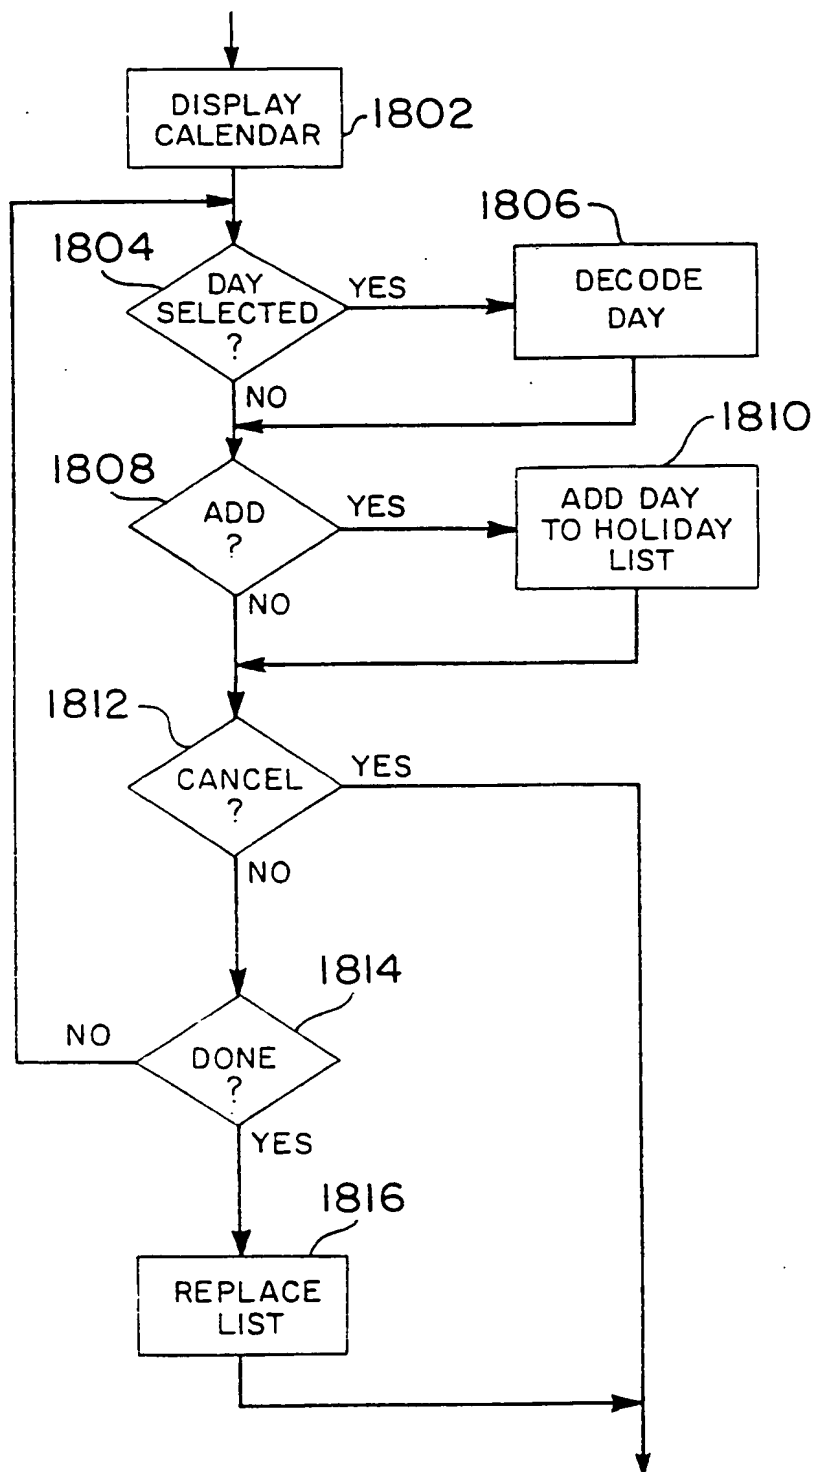 DISPLAY
CALENDAR
1802
1804
DAY
SELECTED
?
YES
NO
1806
DECODE
DAY
1808
ADD
?
YES
NO
1810
ADD DAY
TO HOLIDAY
LIST
1812
CANCEL
?
YES
NO
1814
DONE
?
NO
YES
1816
REPLACE
LIST